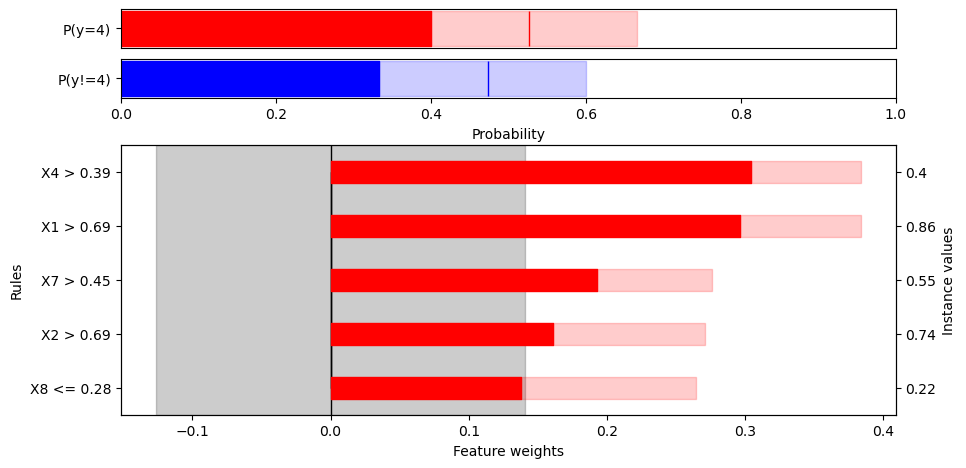 P(y=4)
P(y!=4)
0.0 0.2 0.4 0.6 0.8 1.0
Probability
X4 > 0.39 0.4
X1 > 0.69 0.86
X7 > 0.45 0.55
X2 > 0.69 0.74
X8 <= 0.28 0.22
Rules
Instance values
−0.1 0.0 0.1 0.2 0.3 0.4
Feature weights